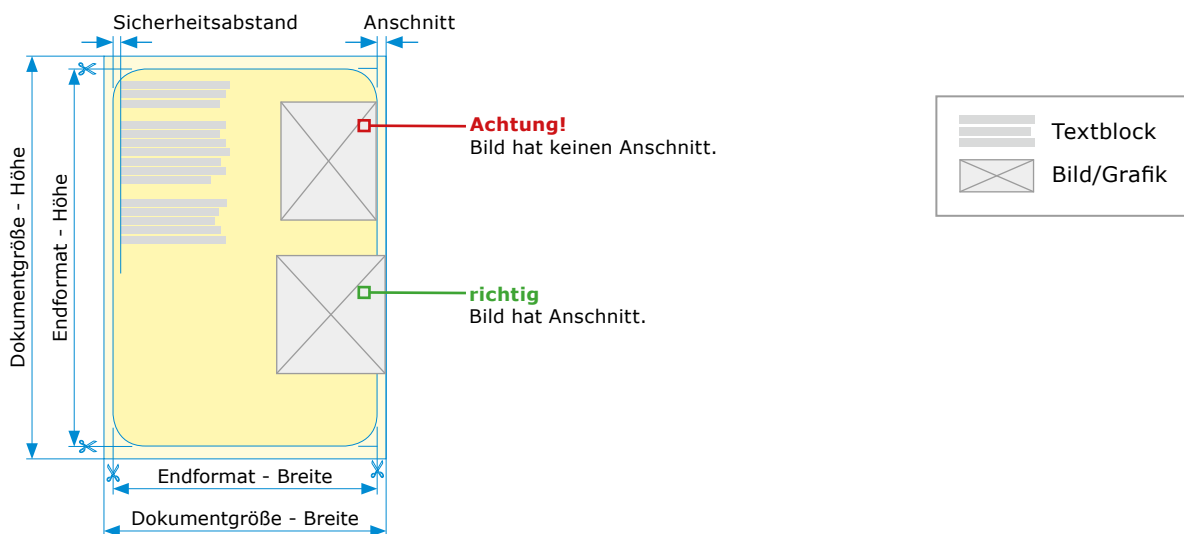 Sicherheitsabstand
Anschnitt
Dokumentgröße - Höhe
Endformat - Höhe
Achtung!
Bild hat keinen Anschnitt.
richtig
Bild hat Anschnitt.
Endformat - Breite
Dokumentgröße - Breite
Textblock
Bild/Grafik